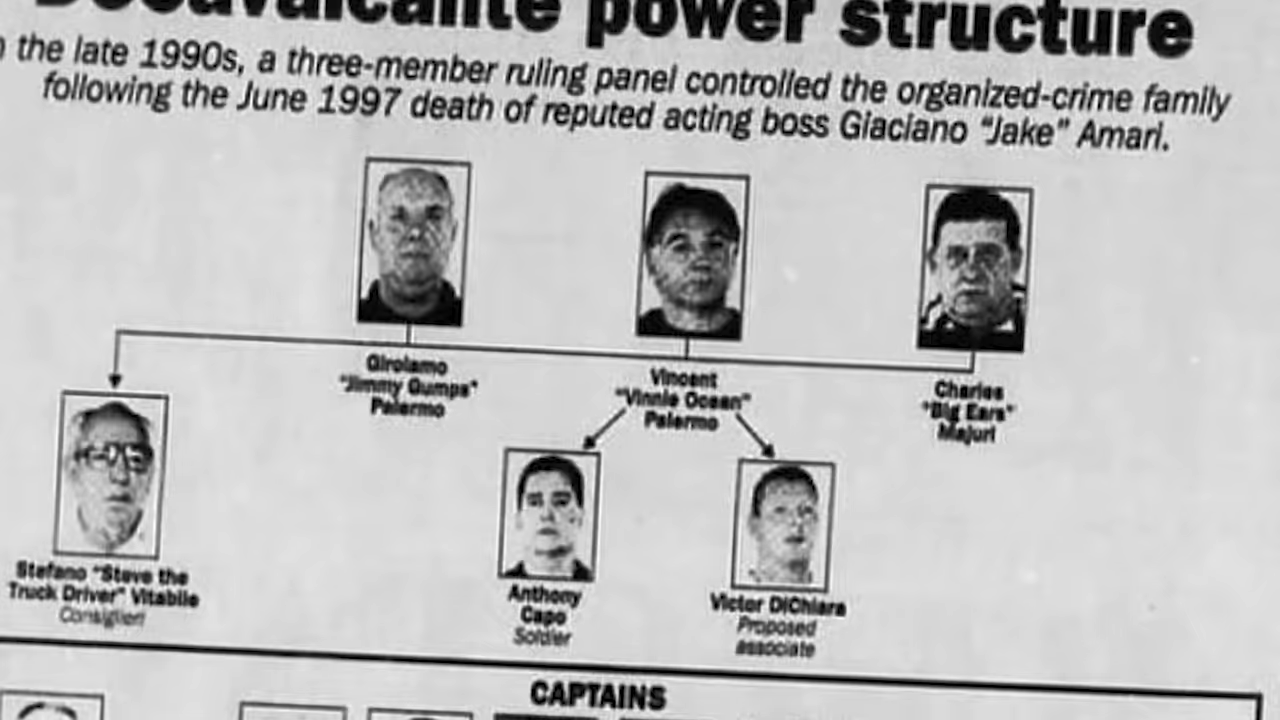 Decavalcante power structure
the late 1990s, a three-member ruling panel controlled the organized-crime family
following the June 1997 death of reputed acting boss Giaciano "Jake" Amari.
Girolamo
"Jimmy Gumps"
Palermo
Vincent
"Vinnie Ocean"
Palermo
Charles
"Big Ears"
Majuri
Stefano "Steve the
Truck Driver" Vitabile
Consiglieri
Anthony
Capo
Soldier
Victor DiChiara
Proposed
associate
CAPTAINS